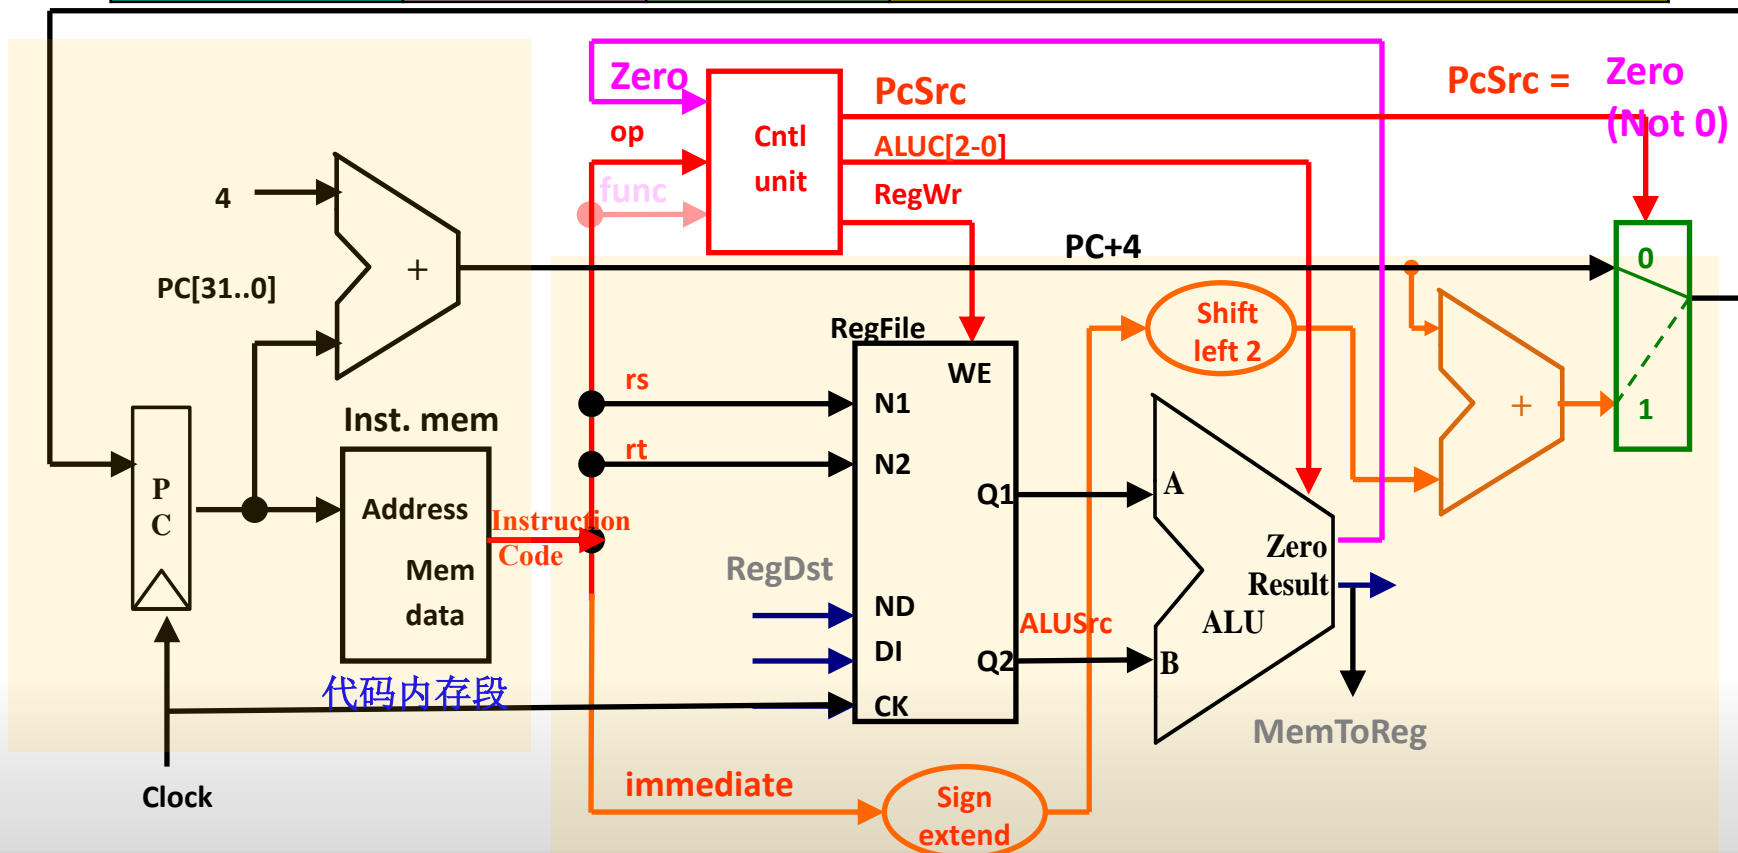 Zero
PcSrc
PcSrc =
Zero
(Not 0)
op
Cntl
unit
ALUC[2-0]
func
RegWr
4
PC+4
0
PC[31..0]
+
RegFile
Shift
left 2
WE
rs
N1
+
1
Inst. mem
rt
N2
P
C
Address
Q1
A
Instruction
Code
Mem
data
RegDst
Zero
Result
ND
ALUSrc
ALU
DI
Q2
B
代码内存段
CK
MemToReg
immediate
Sign
extend
Clock